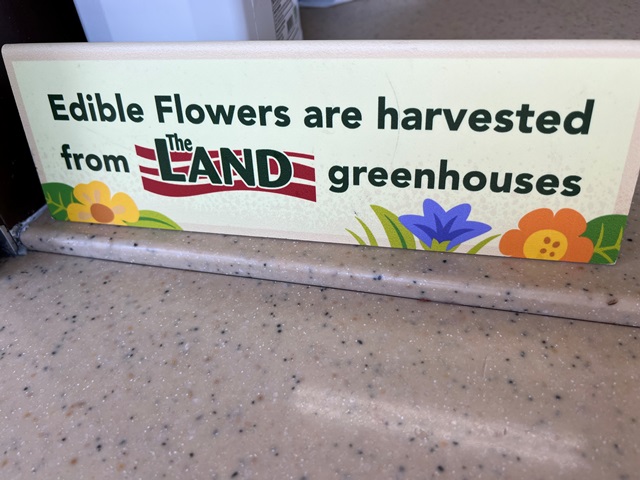 Edible Flowers are harvested
from The LAND greenhouses